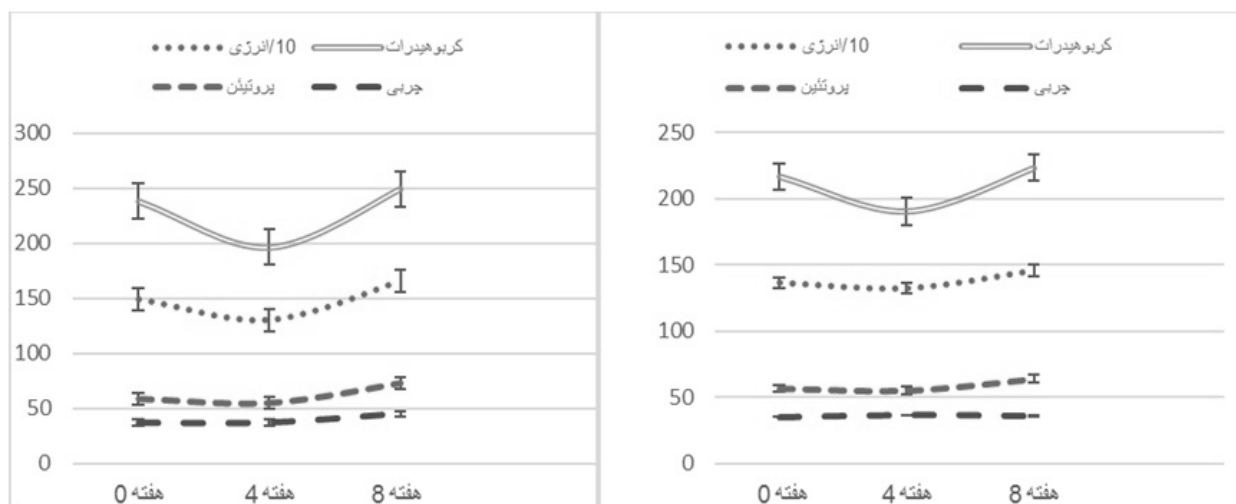 10/انرژی
کربوهیدرات
پروتیئن
چربی
300
250
200
150
100
50
0
هفته 0
هفته 4
هفته 8
10/انرژی
کربوهیدرات
پروتئین
چربی
250
200
150
100
50
0
هفته 0
هفته 4
هفته 8